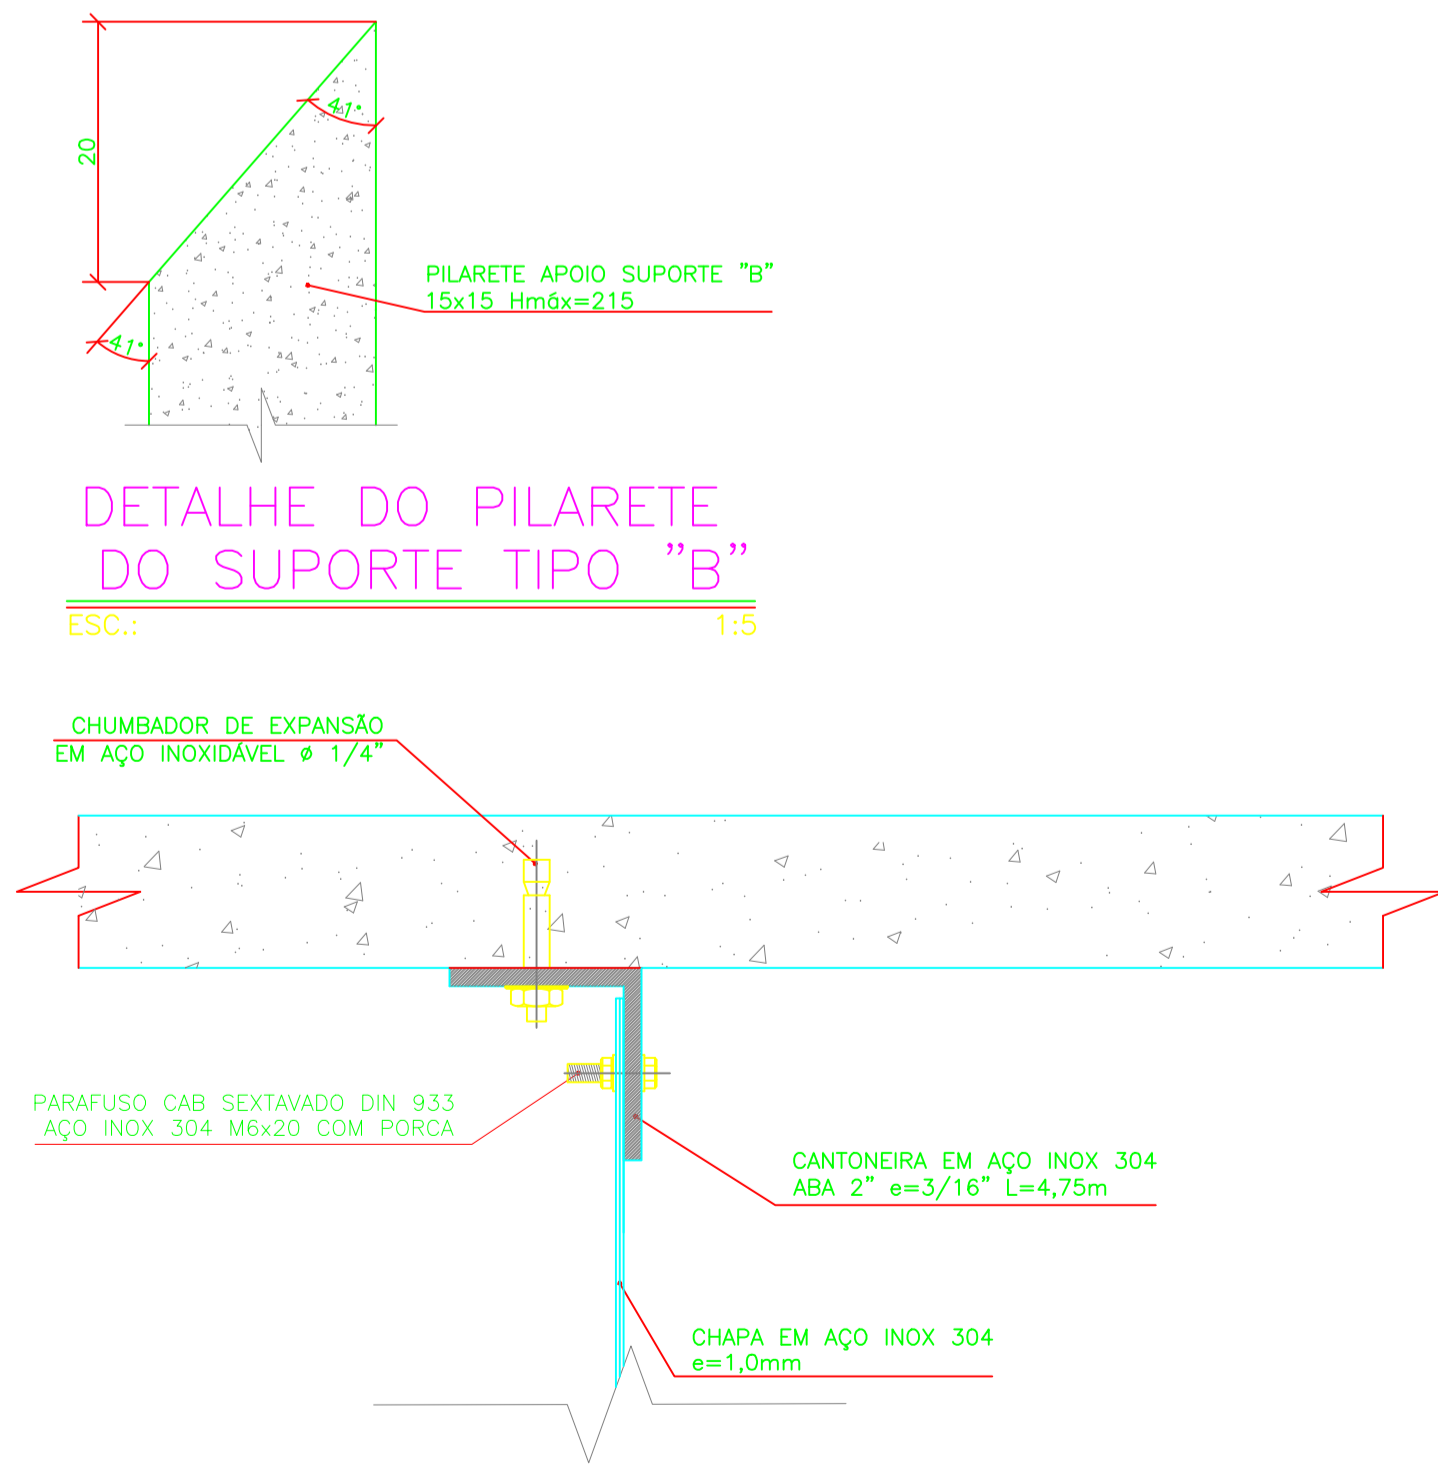 20
41°
41°
PILARETE APOIO SUPORTE "B"
15x15 Hmáx=215
DETALHE DO PILARETE
DO SUPORTE TIPO "B"
ESC.: 1:5
CHUMBADOR DE EXPANSÃO
EM AÇO INOXIDÁVEL ø 1/4"
PARAFUSO CAB SEXTAVADO DIN 933
AÇO INOX 304 M6x20 COM PORCA
CANTONEIRA EM AÇO INOX 304
ABA 2" e=3/16" L=4,75m
CHAPA EM AÇO INOX 304
e=1,0mm